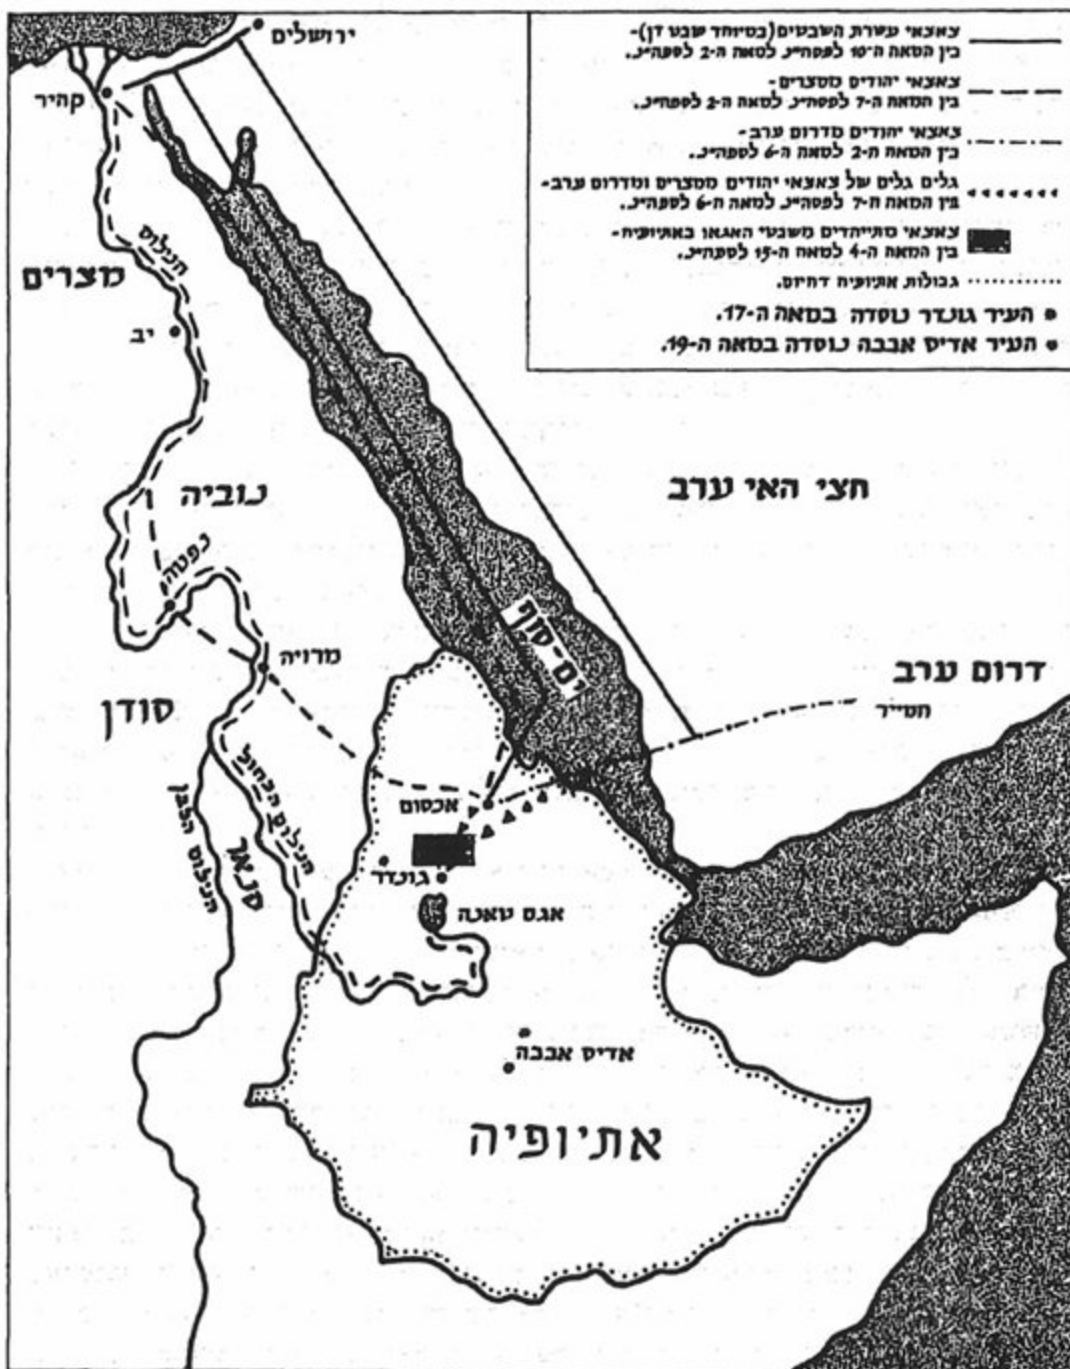 צאצאי עשרת השבטים (במיוחד שבט דן)-
בין המאה ה-10 לפסה״נ, למאה ה-2 לספה״נ.
צאצאי יהודים ממצרים-
בין המאה ה-7 לפסה״נ, למאה ה-2 לספה״נ.
צאצאי יהודים מדרום ערב-
בין המאה ה-2 למאה ה-6 לספה״נ.
גלים גלים של צאצאי יהודים ממצרים ומדרום ערב-
בין המאה ה-7 לפסה״נ, למאה ה-6 לספה״נ.
צאצאי מתייהדים משבטי האגאו באתיופיה-
בין המאה ה-4 למאה ה-15 לספה״נ.
גבולות אתיופיה דהיום.
העיר גונדר נוסדה במאה ה-17.
העיר אדיס אבבה נוסדה במאה ה-19.
ירושלים
קהיר
הנילוס
מצרים
יב
נוביה
חצי האי ערב
נפטה
ים-סוף
מרויה
דרום ערב
חמייר
סודן
הנילוס הכחול
אכסום
הנילוס הלבן
סנאר
גונדר
אגם טאנה
אדיס אבבה
אתיופיה